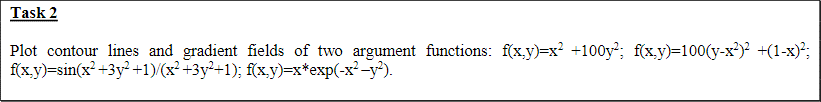 Task 2
Plot contour lines and gradient fields of two argument functions: f(x,y)=x² +100y²; f(x,y)=100(y-x²)² +(1-x)²;
f(x,y)=sin(x²+3y²+1)/(x²+3y²+1); f(x,y)=x*exp(-x²–y²).